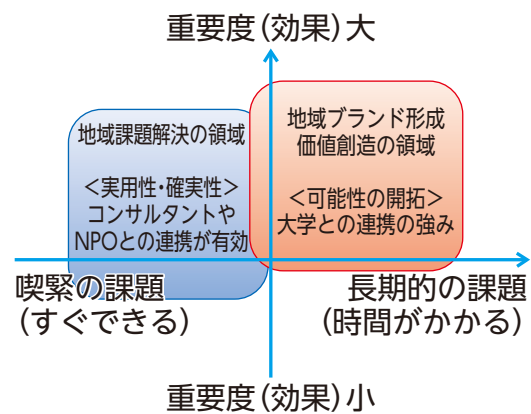 重要度(効果)大
地域課題解決の領域
<実用性・確実性>
コンサルタントや
NPOとの連携が有効
地域ブランド形成
価値創造の領域
<可能性の開拓>
大学との連携の強み
喫緊の課題
(すぐできる)
長期的の課題
(時間がかかる)
重要度(効果)小